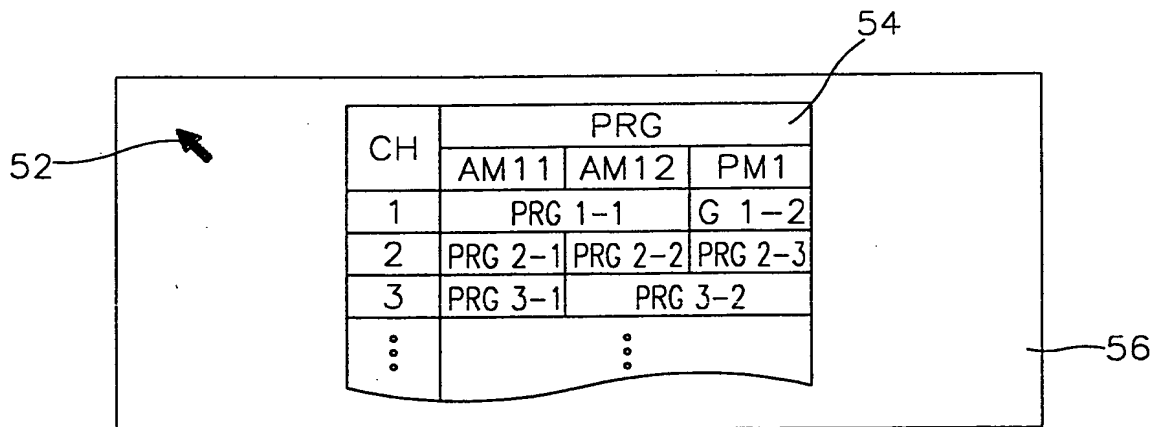 54
52
CH PRG
AM11 AM12 PM1
1 PRG 1-1 G 1-2
2 PRG 2-1 PRG 2-2 PRG 2-3
3 PRG 3-1 PRG 3-2
56